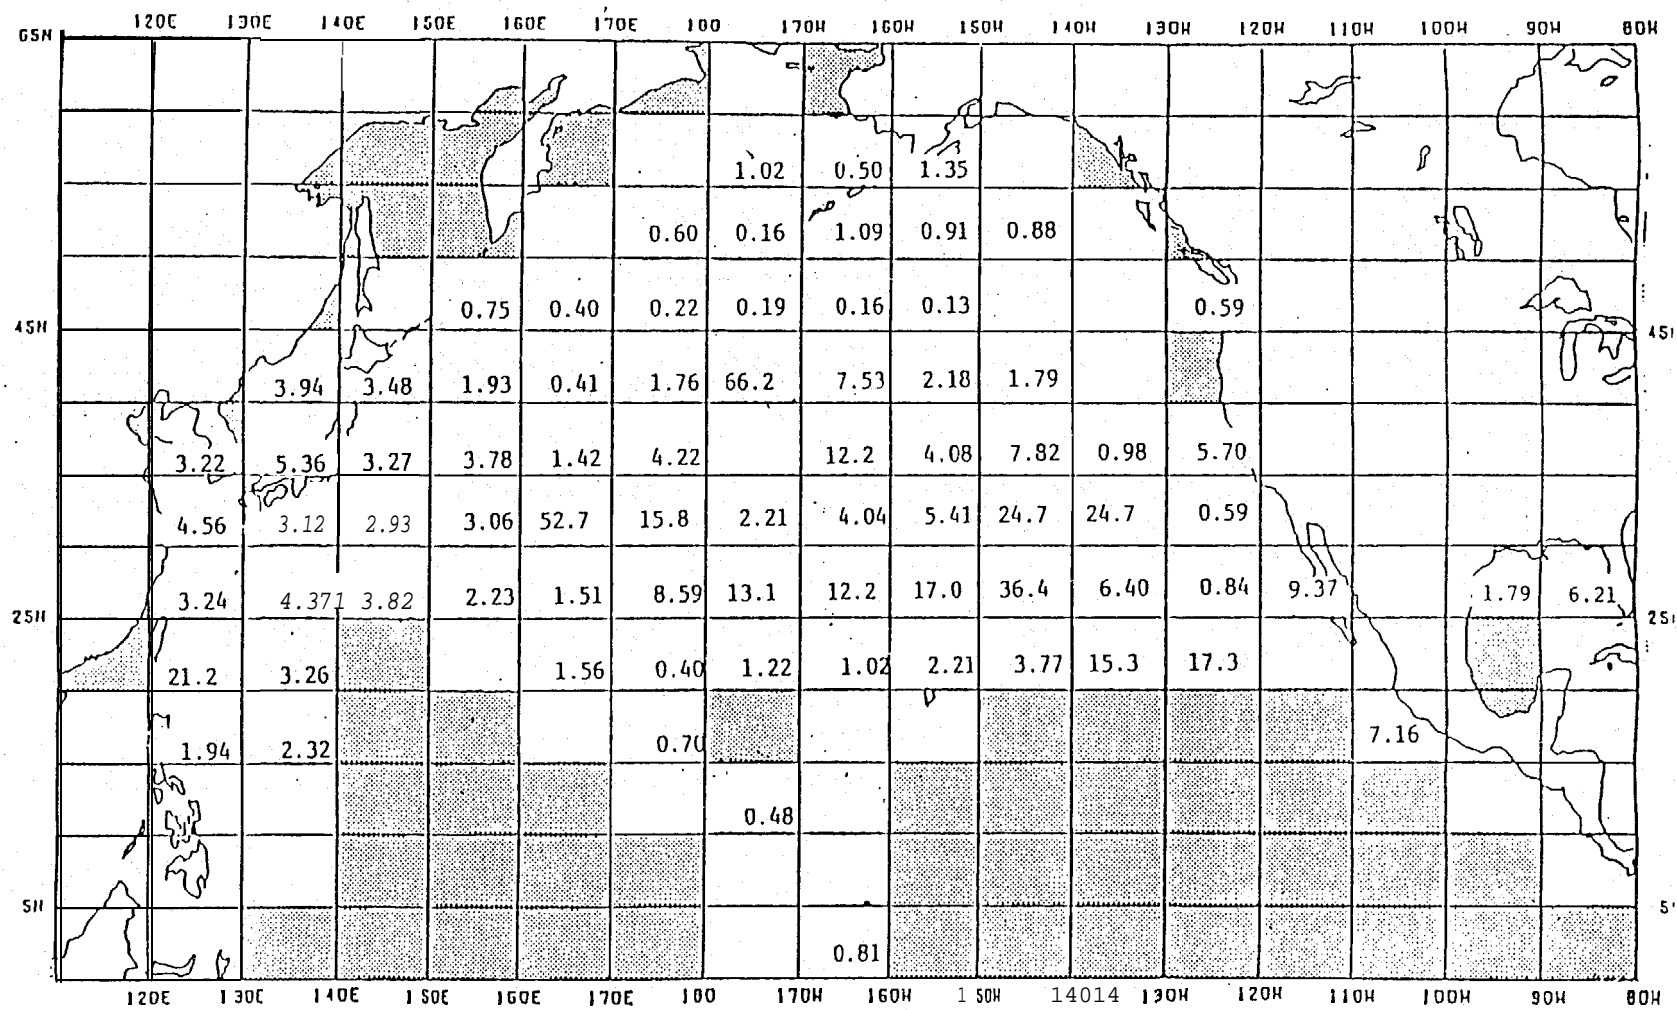 120E 130E 140E 150E 160E 170E 180 170W 160W 150W 140W 130W 120W 110W 100W 90W 80W
65N
1.02 0.50 1.35
0.60 0.16 1.09 0.91 0.88
0.75 0.40 0.22 0.19 0.16 0.13 0.59
45N
3.94 3.48 1.93 0.41 1.76 66.2 7.53 2.18 1.79
3.22 5.36 3.27 3.78 1.42 4.22 12.2 4.08 7.82 0.98 5.70
4.56 3.12 2.93 3.06 52.7 15.8 2.21 4.04 5.41 24.7 24.7 0.59
3.24 4.371 3.82 2.23 1.51 8.59 13.1 12.2 17.0 36.4 6.40 0.84 9.37 1.79 6.21
25N
21.2 3.26 1.56 0.40 1.22 1.02 2.21 3.77 15.3 17.3
1.94 2.32 0.70 7.16
0.48
5N
0.81
120E 130E 140E 150E 160E 170E 180 170W 160W 150W 14014 130W 120W 110W 100W 90W 80W